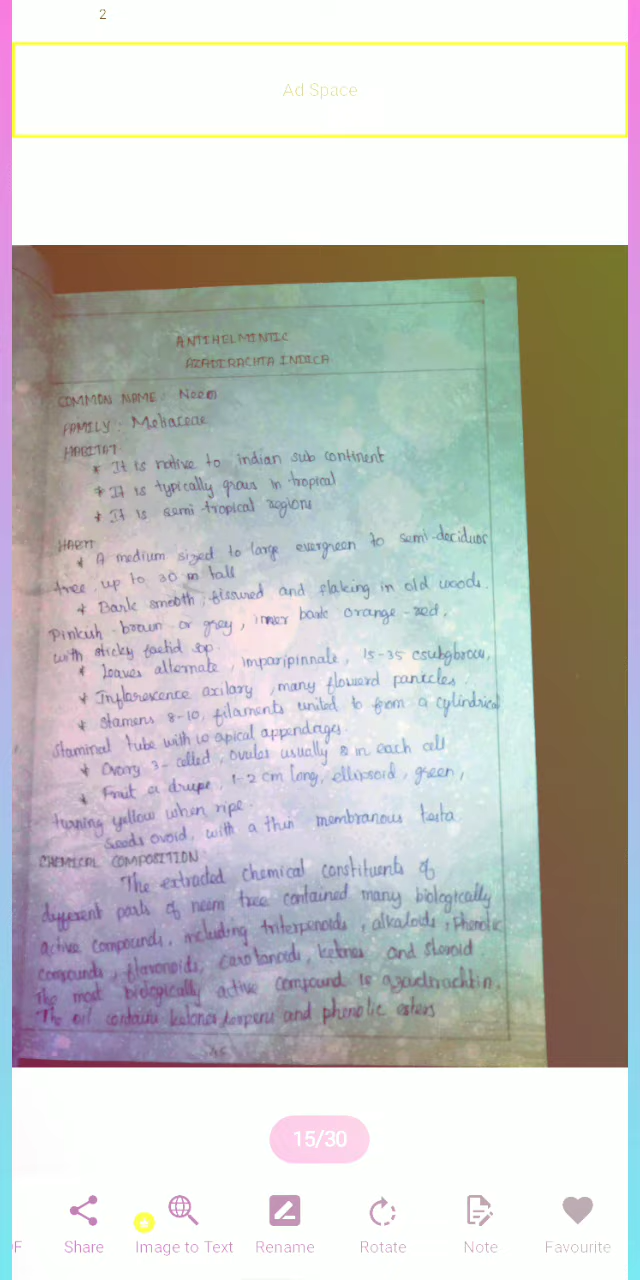 2
Ad Space
ANTIHELMINTIC
AZADIRACHTA INDICA
COMMON NAME: Neem
FAMILY: Meliaceae
HABITAT
* It is native to indian sub continent
* It is typically grows in tropical
* It is semi-tropical regions
HABIT
* A medium sized to large evergreen to semi-deciduos
tree up to 30 m tall
* Bark smooth, fissured and flaking in old woods.
Pinkish-brown or grey, inner bark orange-red,
with sticky foetid sap.
* Leaves alternate, imparipinnate, 15-35
* Inflorescence axilary, many flowerd panicles
* Stamens 8-10, filaments united to from a cylindrical
Staminal tube with 10 apical appendages.
* Ovary 3-celled, ovules usually 2 in each cell
* Fruit a drupe, 1-2 cm long, ellipsoid, green,
turning yellow when ripe.
Seeds ovoid, with a thin membranous testa
CHEMICAL COMPOSITION
The extracted chemical constituents of
different parts of neem tree contained many biologically
active compounds, including triterpenoids, alkaloids, Phenolic
compounds, flavonoids, carotanoids, ketones and steroid.
The most biologically active compound is azadirachtin.
The oil contains ketones, terpens and phenolic esters
15/30
F
Share
Image to Text
Rename
Rotate
Note
Favourite